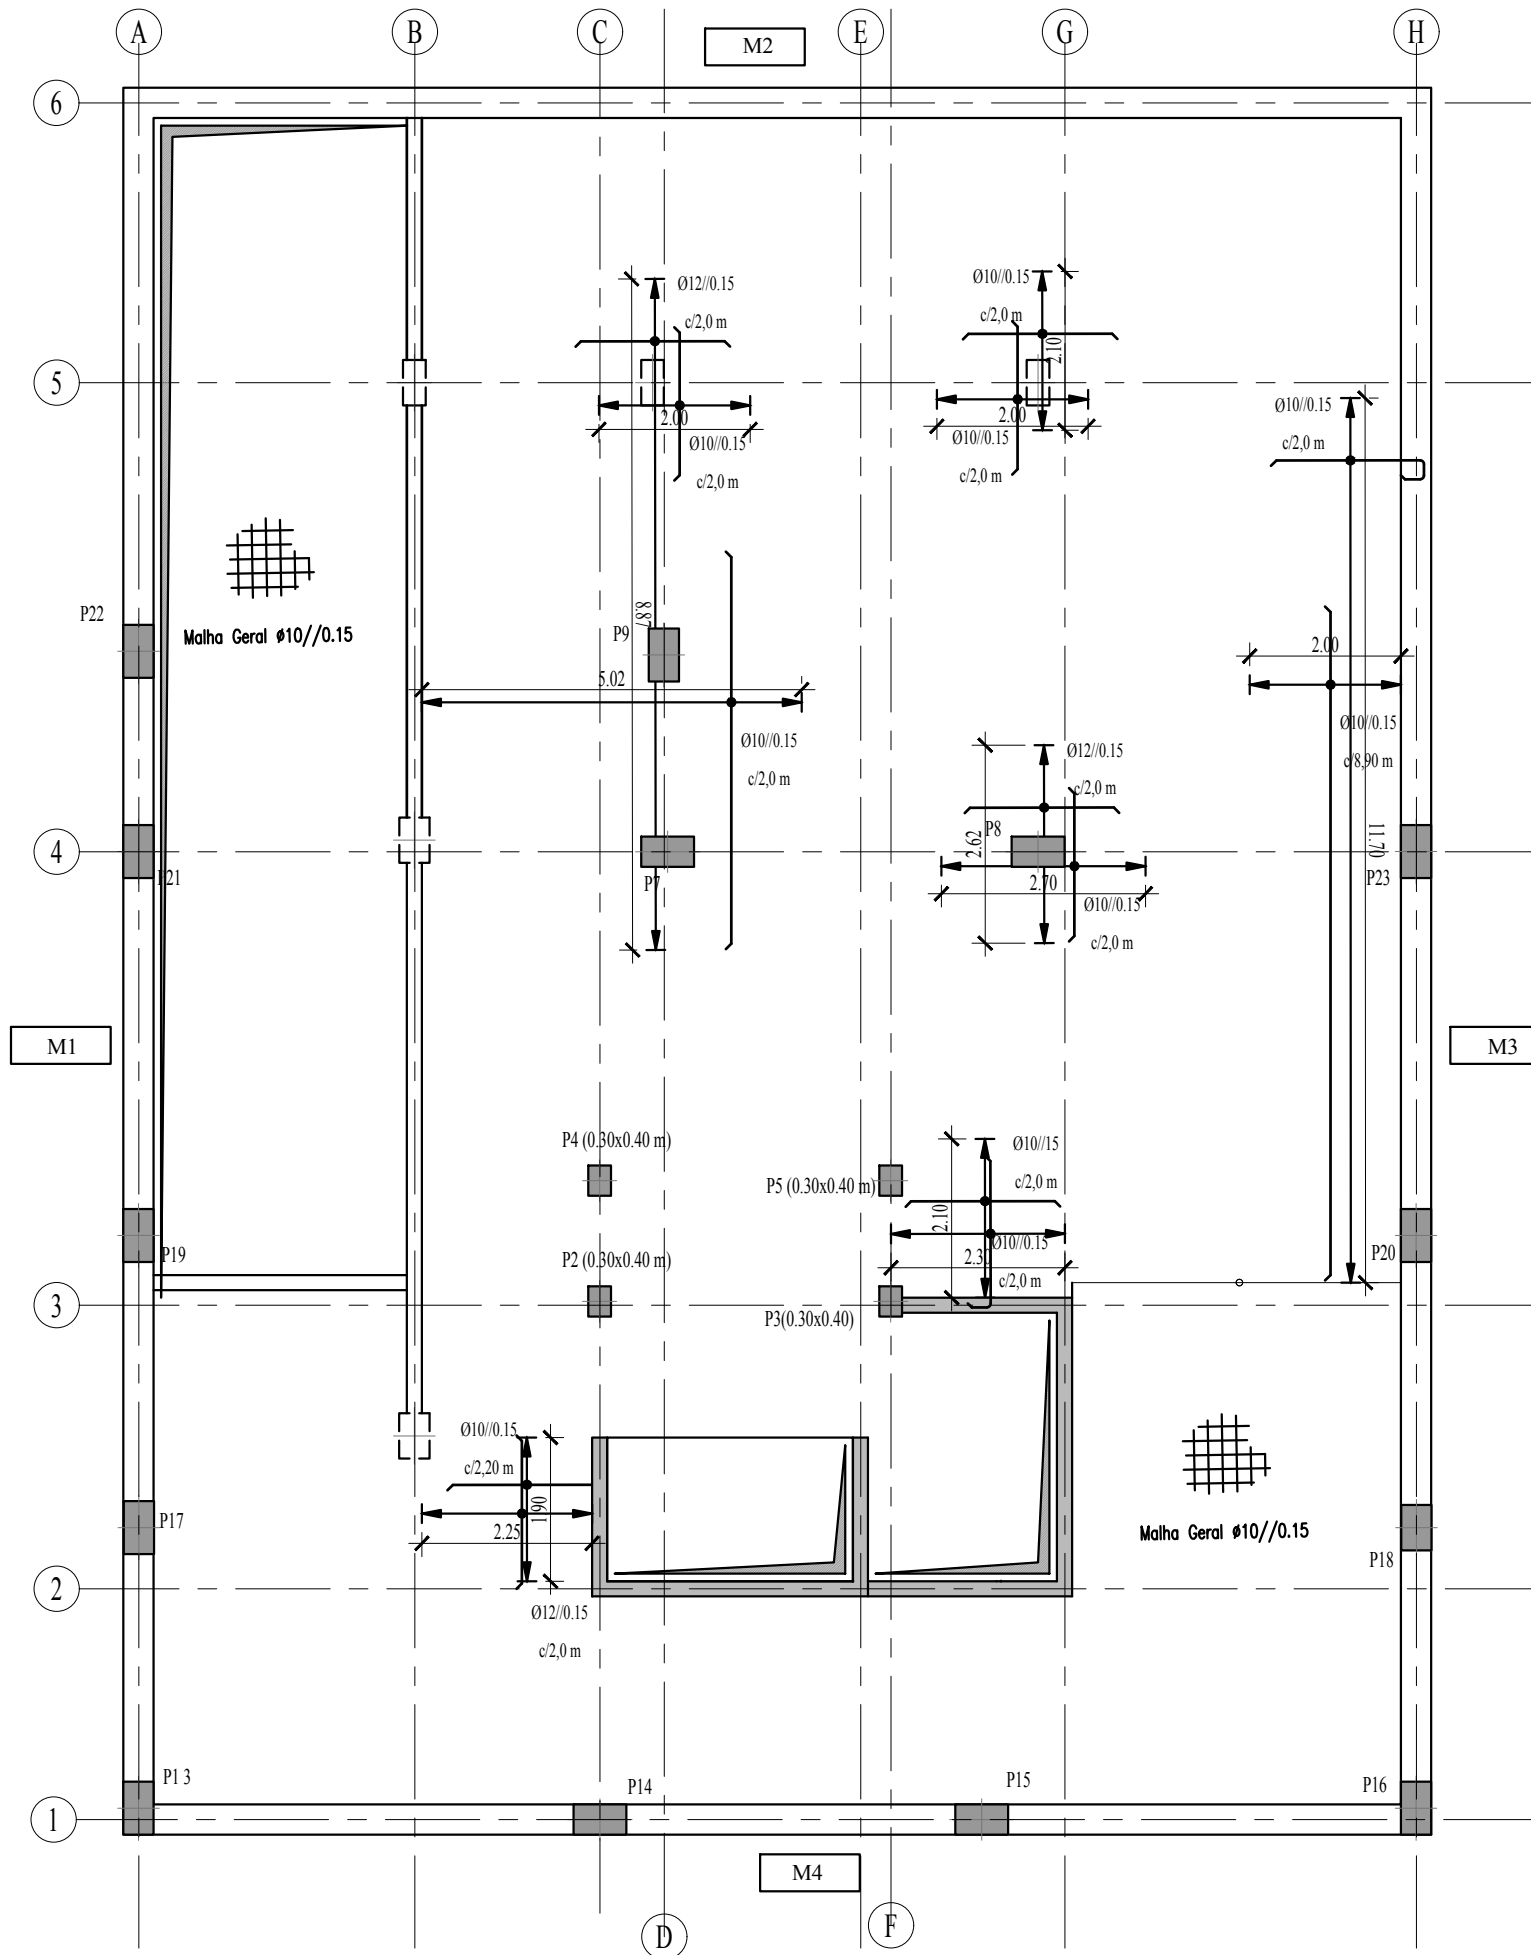 A
B
C
E
G
H
M2
6
Ø12//0.15
c/2,0 m
Ø10//0.15
c/2,0 m
2.10
5
2.00
Ø10//0.15
c/2,0 m
2.00
Ø10//0.15
c/2,0 m
Ø10//0.15
c/2,0 m
P22
Malha Geral Ø10//0.15
8.87
P9
5.02
2.00
Ø10//0.15
c/2,0 m
Ø10//0.15
c/8,90 m
Ø12//0.15
c/2,0 m
4
2.62
P8
11.70
P21
P7
2.70
P23
Ø10//0.15
c/2,0 m
M1
M3
P4 (0.30x0.40 m)
Ø10//15
c/2,0 m
P5 (0.30x0.40 m)
2.10
P19
P2 (0.30x0.40 m)
Ø10//0.15
2.30
c/2,0 m
P20
3
P3(0.30x0.40)
Ø10//0.15
c/2,20 m
1.90
2.25
P17
Malha Geral Ø10//0.15
P18
2
Ø12//0.15
c/2,0 m
P1 3
P14
P15
P16
1
M4
D
F